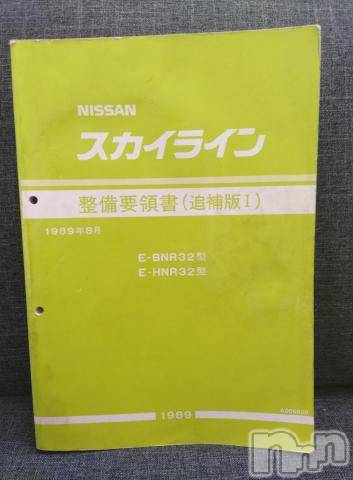 NISSAN
スカイライン
整備要領書(追補版Ⅰ)
1989年8月
E-BNR32型
E-HNR32型
1989